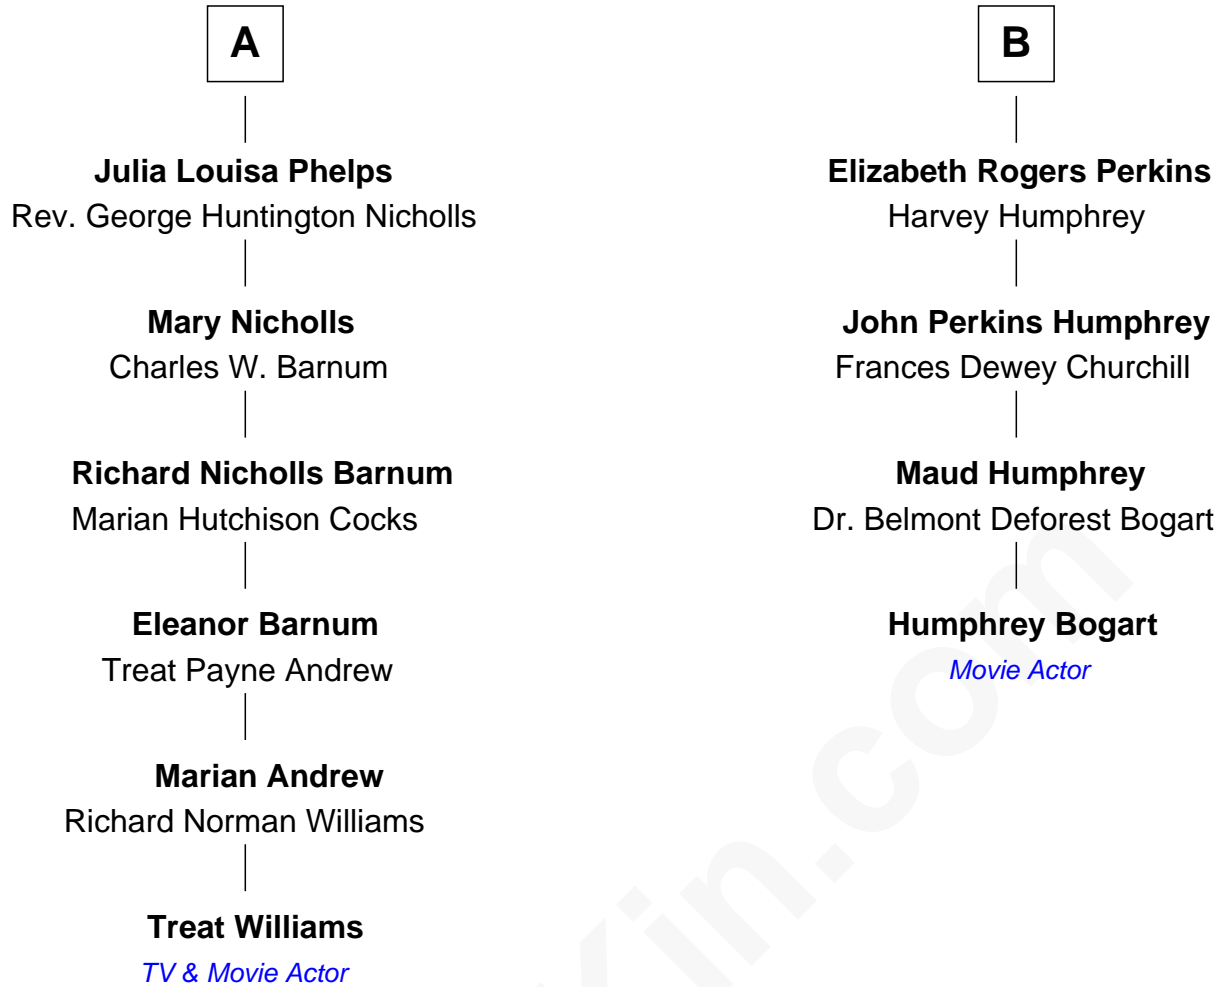 A
Julia Louisa Phelps
Rev. George Huntington Nicholls
Mary Nicholls
Charles W. Barnum
Richard Nicholls Barnum
Marian Hutchison Cocks
Eleanor Barnum
Treat Payne Andrew
Marian Andrew
Richard Norman Williams
Treat Williams
TV & Movie Actor
B
Elizabeth Rogers Perkins
Harvey Humphrey
John Perkins Humphrey
Frances Dewey Churchill
Maud Humphrey
Dr. Belmont Deforest Bogart
Humphrey Bogart
Movie Actor
Kin.com